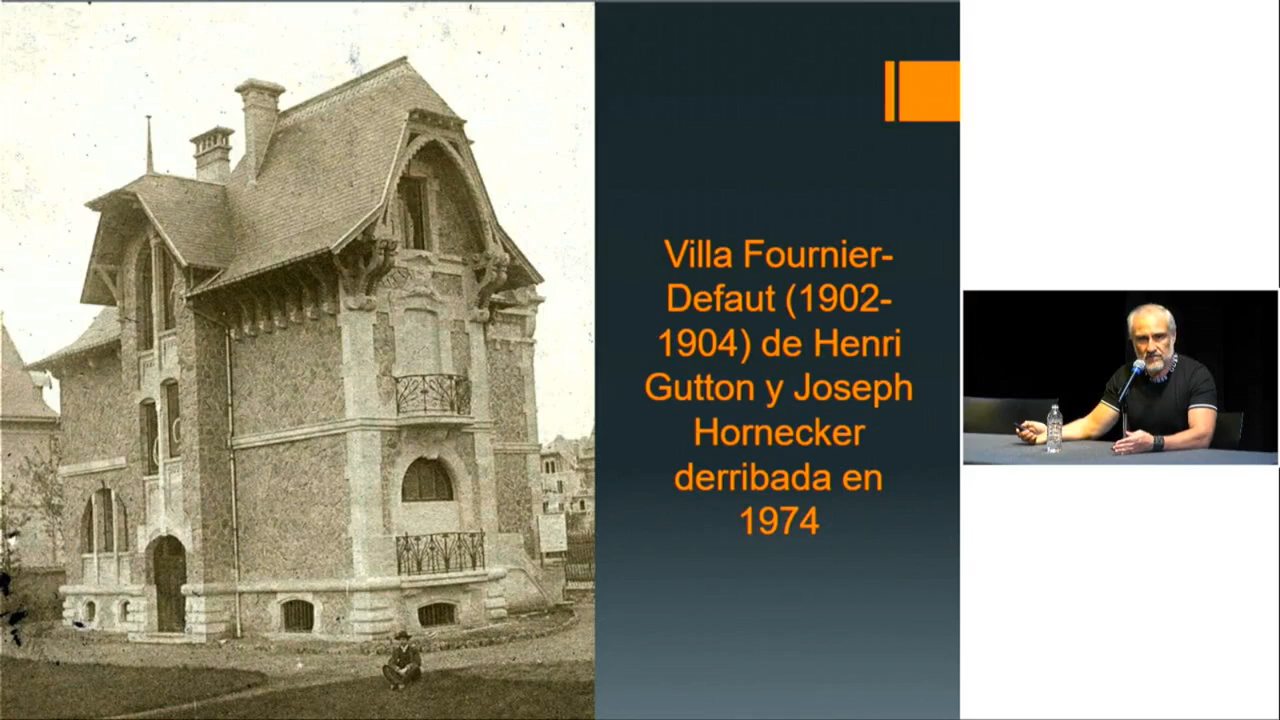 Villa Fournier-
Defaut (1902-
1904) de Henri
Gutton y Joseph
Hornecker
derribada en
1974